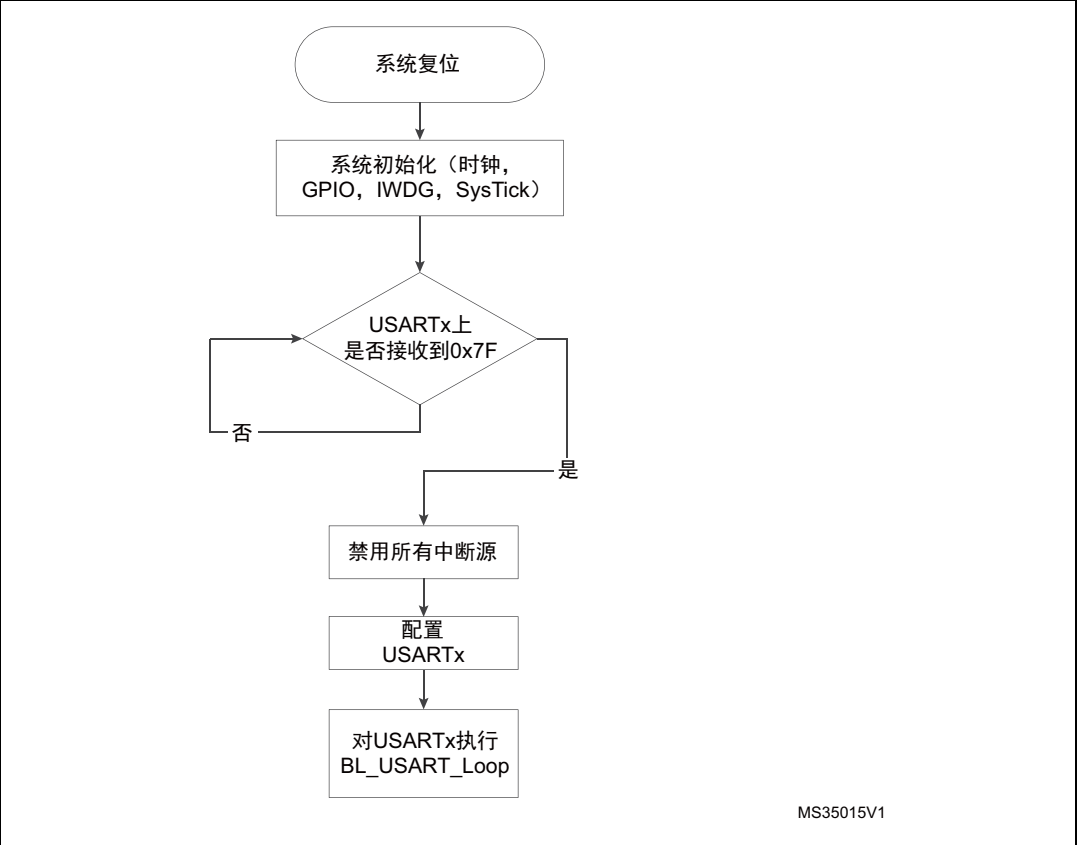 系统复位
系统初始化（时钟，
GPIO，IWDG，SysTick）
USARTx上
是否接收到0x7F
否
是
禁用所有中断源
配置
USARTx
对USARTx执行
BL_USART_Loop
MS35015V1